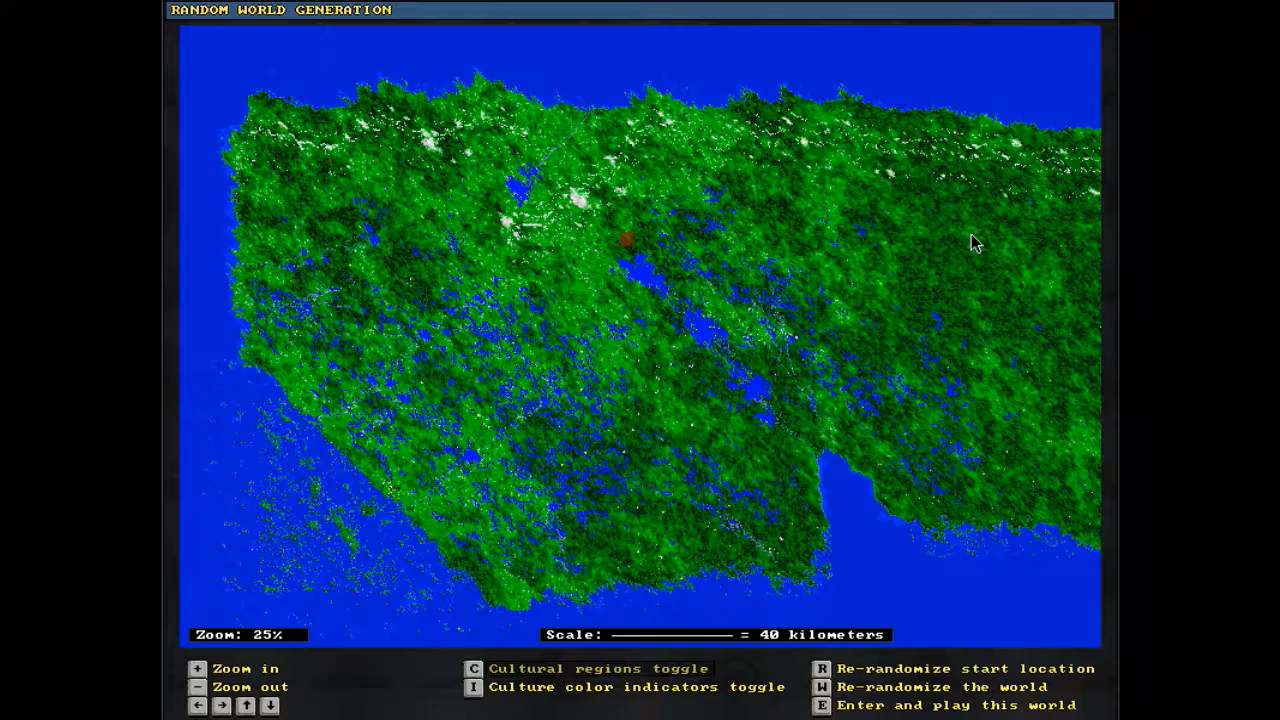 RANDOM WORLD GENERATION
Zoom: 25%
Scale: = 40 kilometers
+ Zoom in
- Zoom out
← → ↑ ↓
C Cultural regions toggle
I Culture color indicators toggle
R Re-randomize start location
W Re-randomize the world
E Enter and play this world